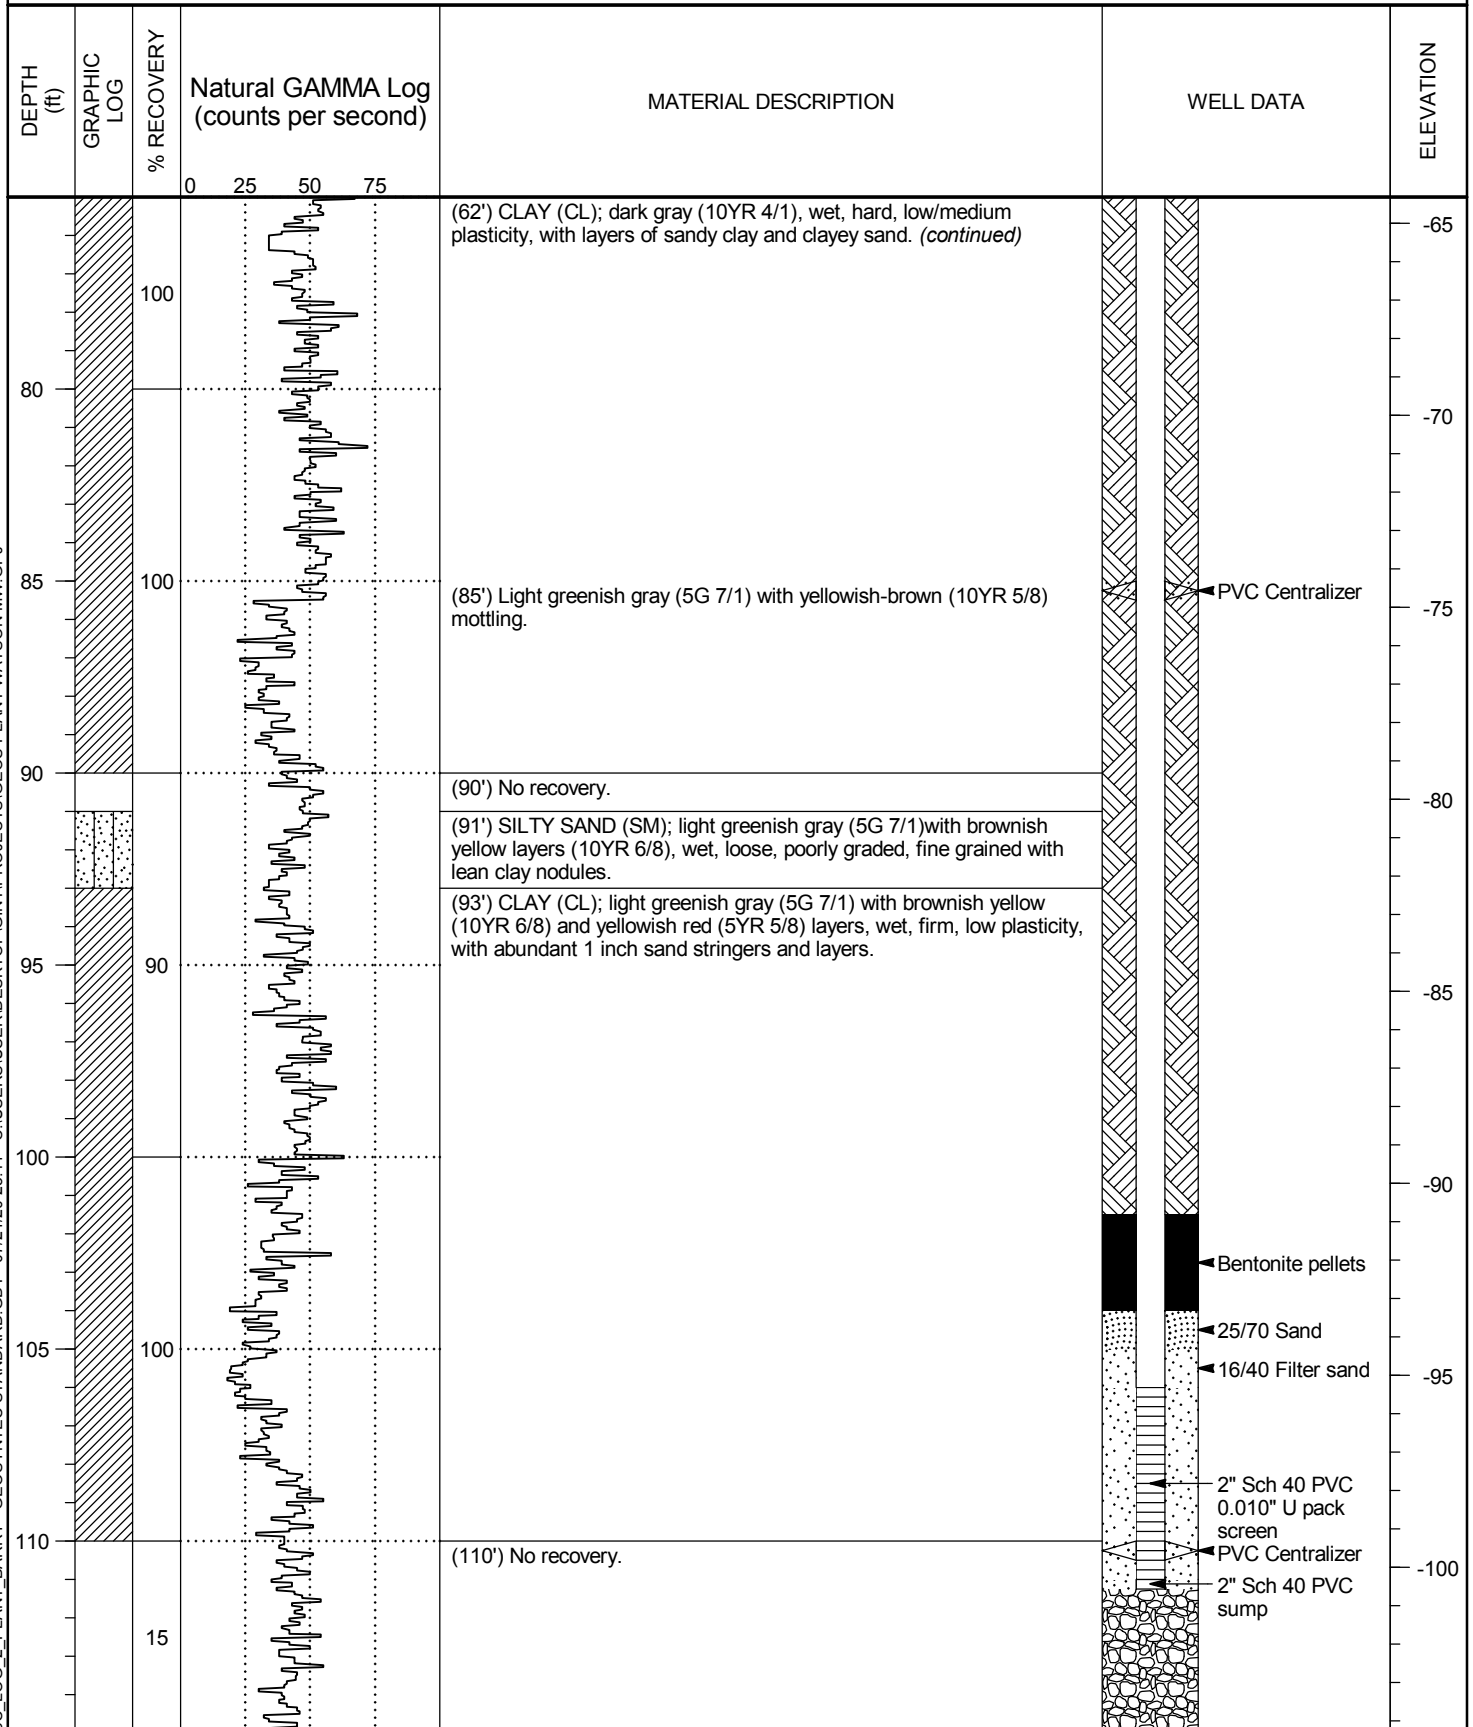 DEPTH
(ft)
GRAPHIC
LOG
% RECOVERY
Natural GAMMA Log
(counts per second)
0 25 50 75
MATERIAL DESCRIPTION
WELL DATA
ELEVATION
(62') CLAY (CL); dark gray (10YR 4/1), wet, hard, low/medium
plasticity, with layers of sandy clay and clayey sand. (continued)
-65
100
80
-70
85
100
(85') Light greenish gray (5G 7/1) with yellowish-brown (10YR 5/8)
mottling.
PVC Centralizer
-75
90
(90') No recovery.
-80
(91') SILTY SAND (SM); light greenish gray (5G 7/1)with brownish
yellow layers (10YR 6/8), wet, loose, poorly graded, fine grained with
lean clay nodules.
(93') CLAY (CL); light greenish gray (5G 7/1) with brownish yellow
(10YR 6/8) and yellowish red (5YR 5/8) layers, wet, firm, low plasticity,
with abundant 1 inch sand stringers and layers.
95
90
-85
100
-90
Bentonite pellets
25/70 Sand
105
100
16/40 Filter sand
-95
2" Sch 40 PVC
0.010" U pack
screen
110
(110') No recovery.
PVC Centralizer
-100
2" Sch 40 PVC
sump
15